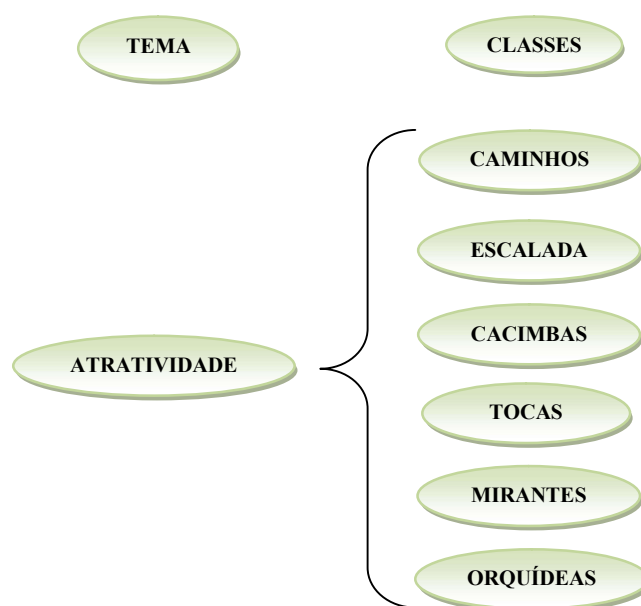 TEMA
CLASSES
CAMINHOS
ESCALADA
CACIMBAS
ATRATIVIDADE
TOCAS
MIRANTES
ORQUÍDEAS